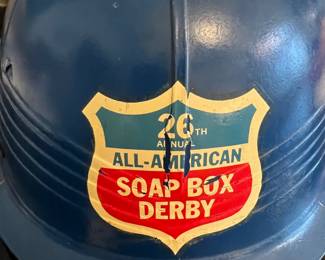 26TH
ANNUAL
ALL-AMERICAN
SOAP BOX
DERBY